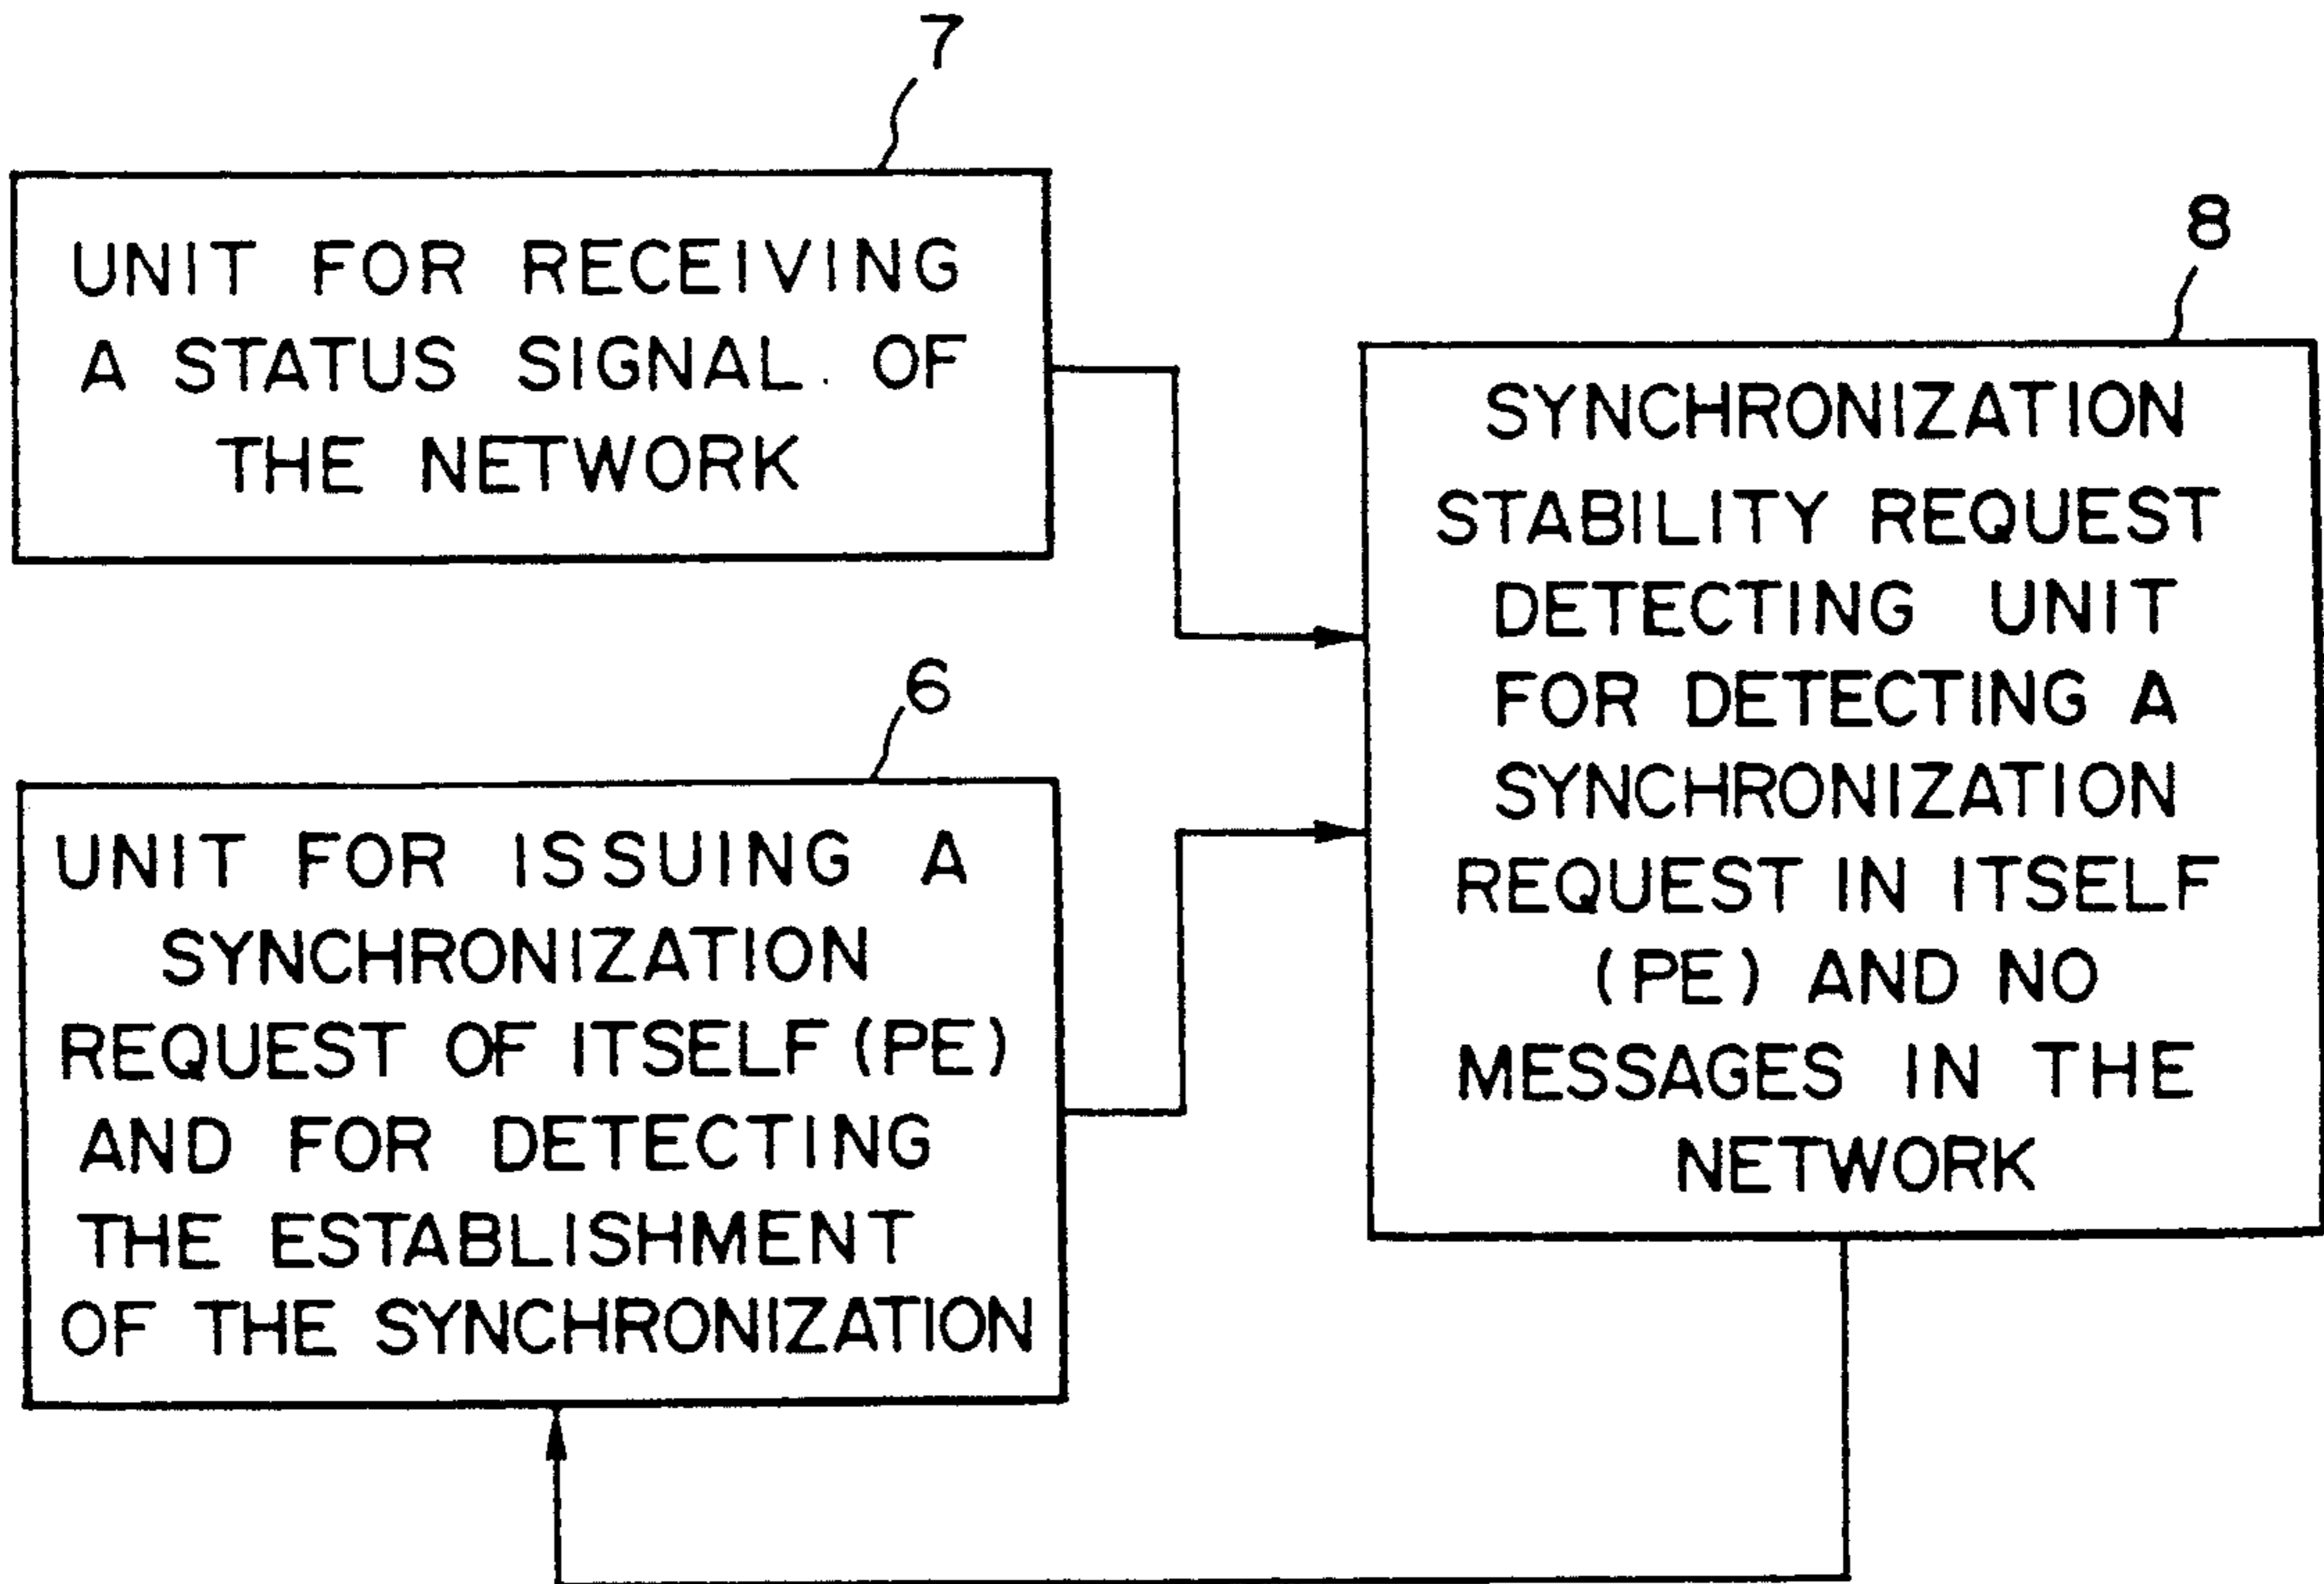 7
UNIT FOR RECEIVING
A STATUS SIGNAL OF
THE NETWORK
8
SYNCHRONIZATION
STABILITY REQUEST
DETECTING UNIT
FOR DETECTING A
SYNCHRONIZATION
REQUEST IN ITSELF
(PE) AND NO
MESSAGES IN THE
NETWORK
6
UNIT FOR ISSUING A
SYNCHRONIZATION
REQUEST OF ITSELF (PE)
AND FOR DETECTING
THE ESTABLISHMENT
OF THE SYNCHRONIZATION